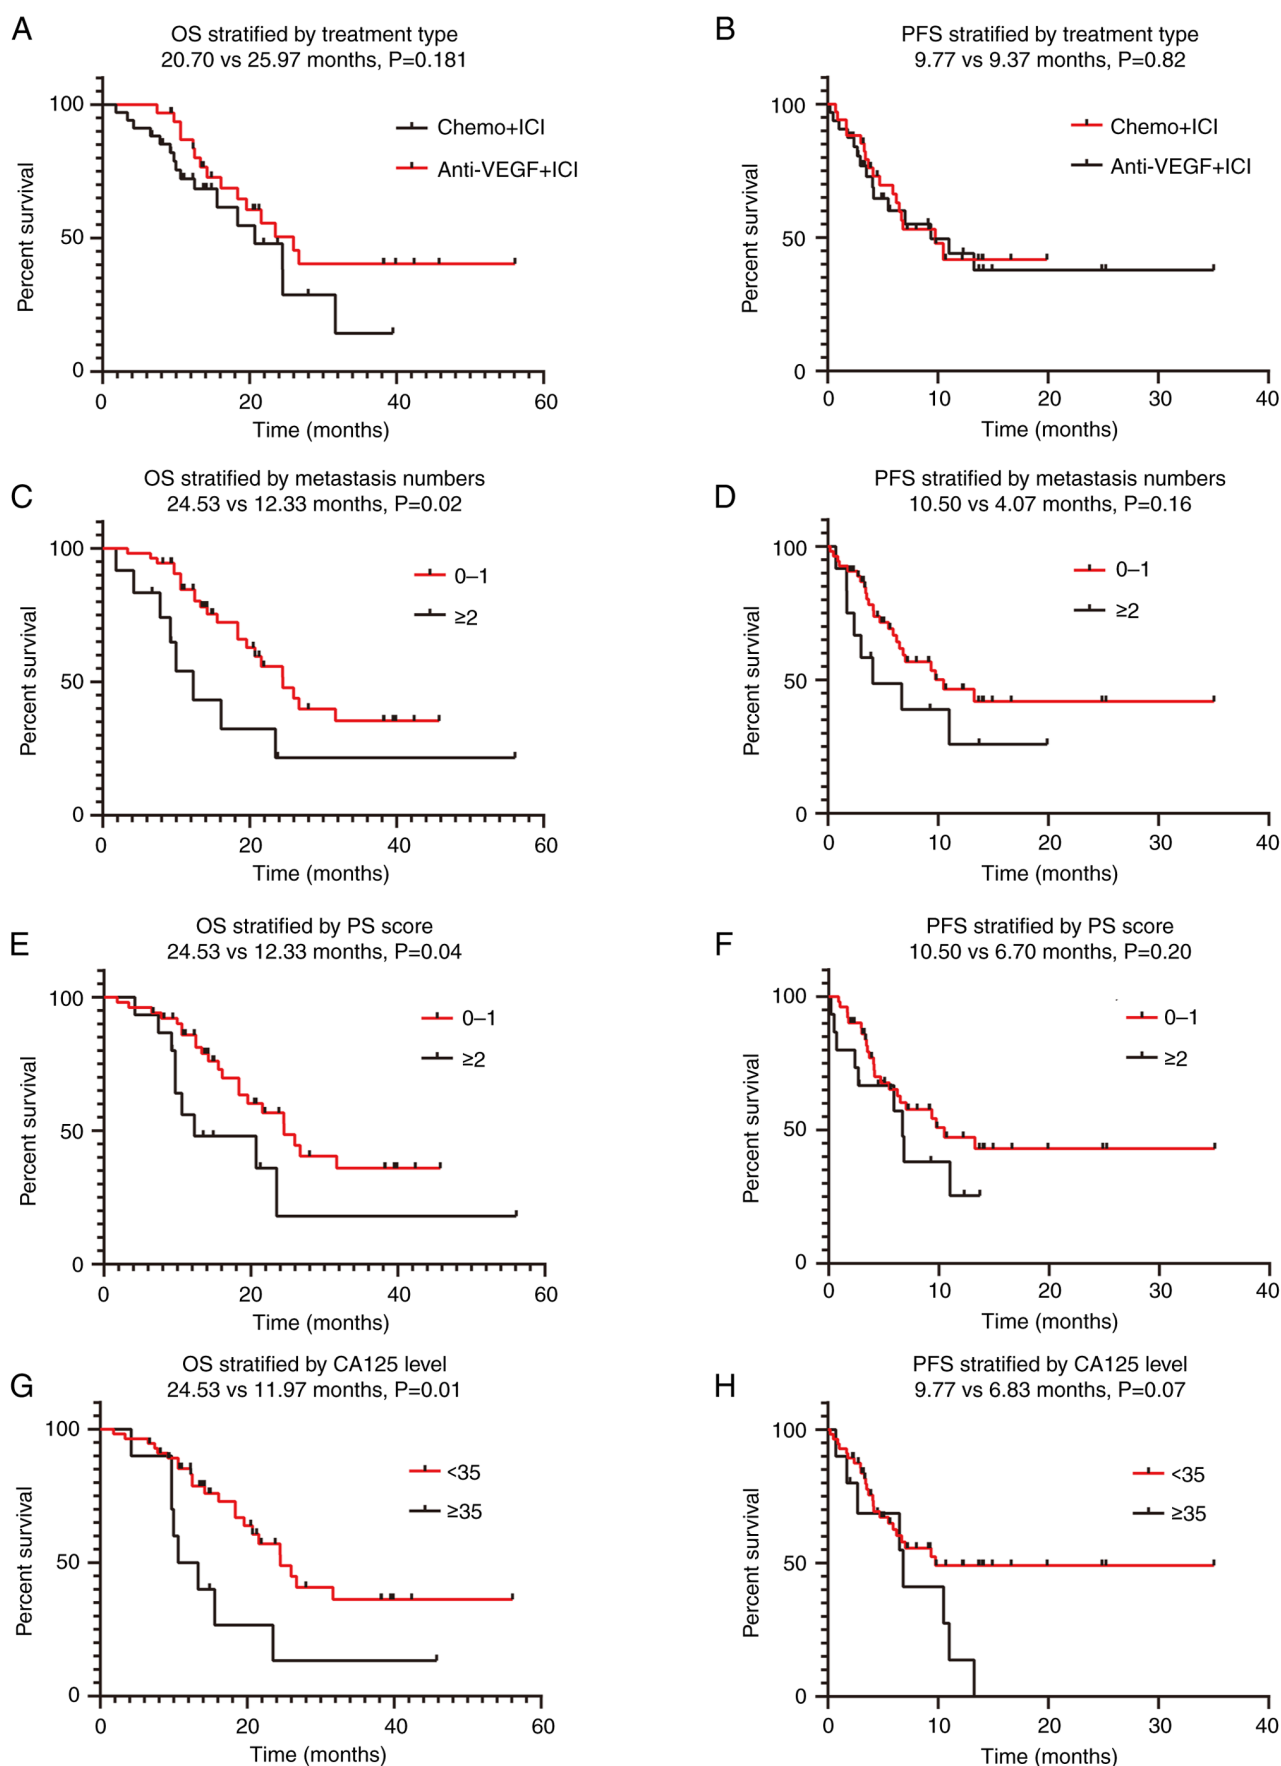 A
OS stratified by treatment type
20.70 vs 25.97 months, P=0.181
Percent survival
100
50
0
Chemo+ICI
Anti-VEGF+ICI
0 20 40 60
Time (months)
B
PFS stratified by treatment type
9.77 vs 9.37 months, P=0.82
Percent survival
100
50
0
Chemo+ICI
Anti-VEGF+ICI
0 10 20 30 40
Time (months)
C
OS stratified by metastasis numbers
24.53 vs 12.33 months, P=0.02
Percent survival
100
50
0
0–1
≥2
0 20 40 60
Time (months)
D
PFS stratified by metastasis numbers
10.50 vs 4.07 months, P=0.16
Percent survival
100
50
0
0–1
≥2
0 10 20 30 40
Time (months)
E
OS stratified by PS score
24.53 vs 12.33 months, P=0.04
Percent survival
100
50
0
0–1
≥2
0 20 40 60
Time (months)
F
PFS stratified by PS score
10.50 vs 6.70 months, P=0.20
Percent survival
100
50
0
0–1
≥2
0 10 20 30 40
Time (months)
G
OS stratified by CA125 level
24.53 vs 11.97 months, P=0.01
Percent survival
100
50
0
<35
≥35
0 20 40 60
Time (months)
H
PFS stratified by CA125 level
9.77 vs 6.83 months, P=0.07
Percent survival
100
50
0
<35
≥35
0 10 20 30 40
Time (months)